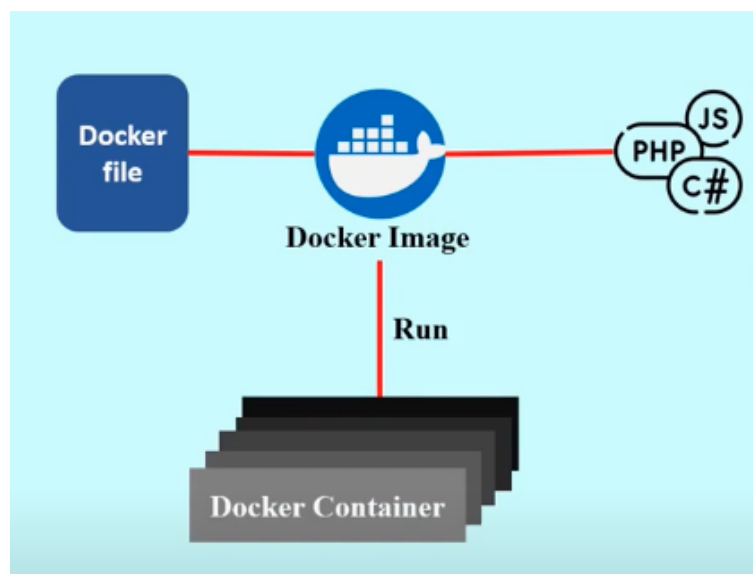 Docker
file
JS
PHP
C#
Docker Image
Run
Docker Container